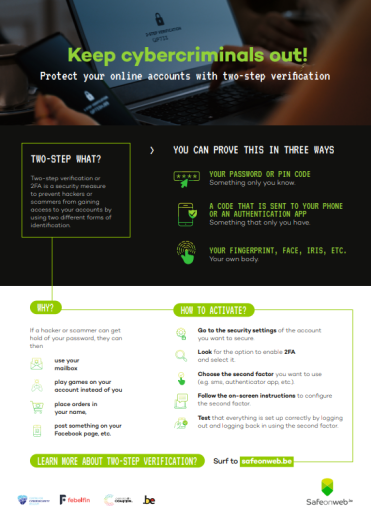 Keep cybercriminals out!
Protect your online accounts with two-step verification
TWO-STEP WHAT?
Two-step verification or
2FA is a security measure
to prevent hackers or
scammers from gaining
access to your accounts by
using two different forms of
identification.
YOU CAN PROVE THIS IN THREE WAYS
YOUR PASSWORD OR PIN CODE
Something only you know.
A CODE THAT IS SENT TO YOUR PHONE
OR AN AUTHENTICATION APP
Something that only you have.
YOUR FINGERPRINT, FACE, IRIS, ETC.
Your own body.
WHY?
If a hacker or scammer can get
hold of your password, they can
then
use your
mailbox
play games on your
account instead of you
place orders in
your name,
post something on your
Facebook page, etc.
HOW TO ACTIVATE?
Go to the security settings of the account
you want to secure.
Look for the option to enable 2FA
and select it.
Choose the second factor you want to use
(e.g. sms, authenticator app, etc.)
Follow the on-screen instructions to configure
the second factor.
Test that everything is set up correctly by logging
out and logging back in using the second factor.
LEARN MORE ABOUT TWO-STEP VERIFICATION?
Surf to safeonweb.be
febelfin
.be
Safeonweb